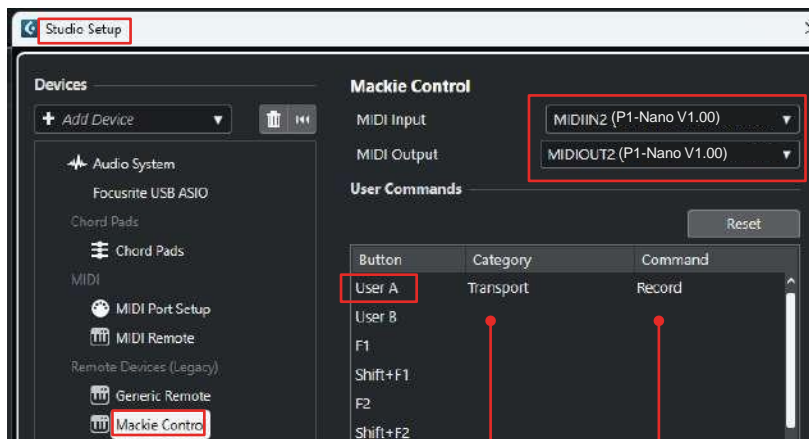 Studio Setup
Devices
+ Add Device
Audio System
Focusrite USB ASIO
Chord Pads
Chord Pads
MIDI
MIDI Port Setup
MIDI Remote
Remote Devices (Legacy)
Generic Remote
Mackie Control
Mackie Control
MIDI Input MIDIIN2 (P1-Nano V1.00)
MIDI Output MIDIOUT2 (P1-Nano V1.00)
User Commands
Reset
Button Category Command
User A Transport Record
User B
F1
Shift+F1
F2
Shift+F2